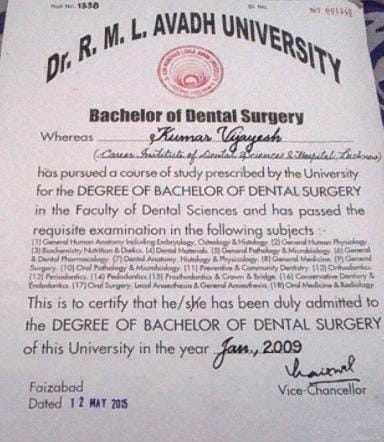 Roll No. 1338
Sl. No.
Dr. R. M. L. AVADH UNIVERSITY
Bachelor of Dental Surgery
Whereas Kumar Vijayesh
(Career Institute of Dental Sciences & Hospital, Lucknow)
has pursued a course of study prescribed by the University
for the DEGREE OF BACHELOR OF DENTAL SURGERY
in the Faculty of Dental Sciences and has passed the
requisite examination in the following subjects :-
(1) General Human Anatomy Including Embryology, Osteology & Histology. (2) General Human Physiology.
(3) Biochemistry Nutrition & Dietics. (4) Dental Materials. (5) General Pathology & Microbiology. (6) General
& Dental Pharmacology. (7) Dental Anatomy, Histology & Physiology. (8) General Medicine. (9) General
Surgery. (10) Oral Pathology & Microbiology. (11) Preventive & Community Dentistry. (12) Orthodontics.
(13) Periodontics. (14) Pedodontics. (15) Prosthodontics & Crown & Bridge. (16) Conservative Dentistry &
Endodontics. (17) Oral Surgery, Local Anaesthesia & General Anaesthesia. (18) Oral Medicine & Radiology.
This is to certify that he/she has been duly admitted to
the DEGREE OF BACHELOR OF DENTAL SURGERY
of this University in the year Jan., 2009
Faizabad
Vice-Chancellor
Dated 12 MAY 2015